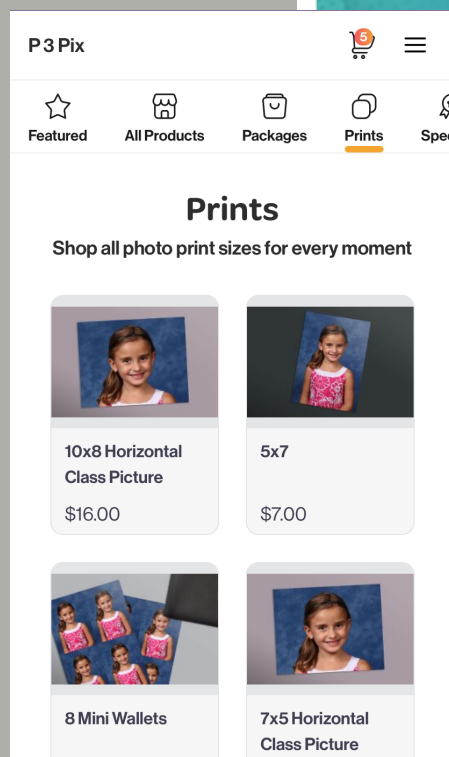 P 3 Pix
5
Featured
All Products
Packages
Prints
Prints
Shop all photo print sizes for every moment
10x8 Horizontal
Class Picture
$16.00
5x7
$7.00
8 Mini Wallets
7x5 Horizontal
Class Picture